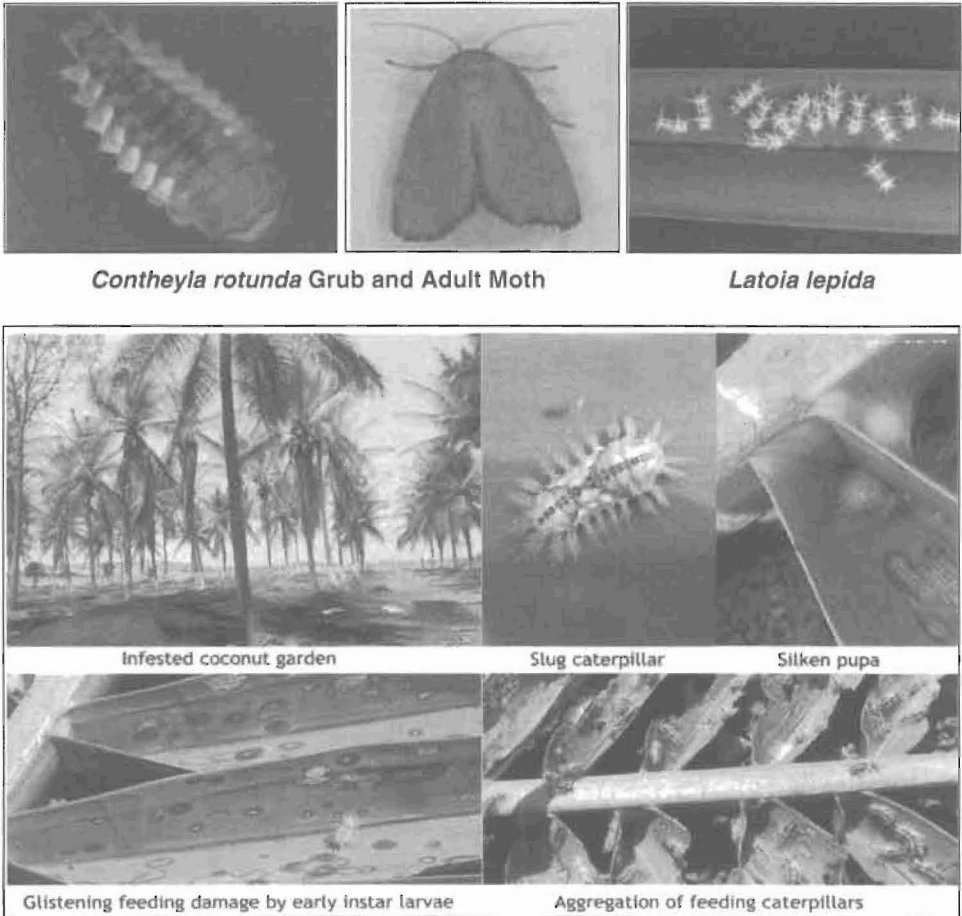 Contheyla rotunda Grub and Adult Moth
Latoia lepida
Infested coconut garden
Slug caterpillar
Silken pupa
Glistening feeding damage by early instar larvae
Aggregation of feeding caterpillars